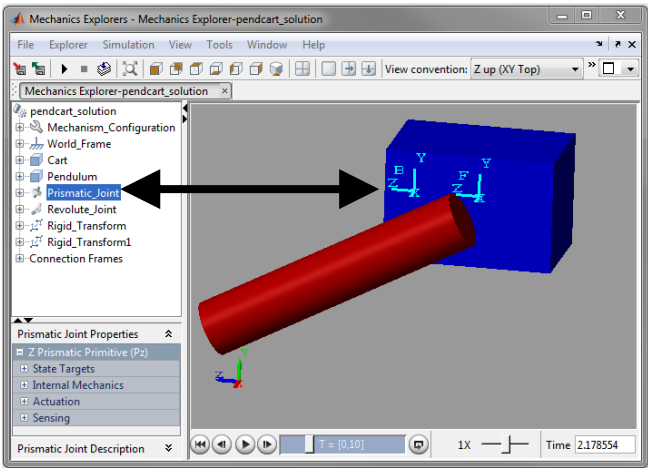 Mechanics Explorers - Mechanics Explorer-pendcart_solution
File Explorer Simulation View Tools Window Help
View convention: Z up (XY Top)
Mechanics Explorer-pendcart_solution
pendcart_solution
Mechanism_Configuration
World_Frame
Cart
Pendulum
Prismatic_Joint
Revolute_Joint
Rigid_Transform
Rigid_Transform1
Connection Frames
B Y F Y
Z X Z X
Y
Z X
Prismatic Joint Properties
Z Prismatic Primitive (Pz)
State Targets
Internal Mechanics
Actuation
Sensing
Prismatic Joint Description
T = [0,10]
1X
Time 2.178554